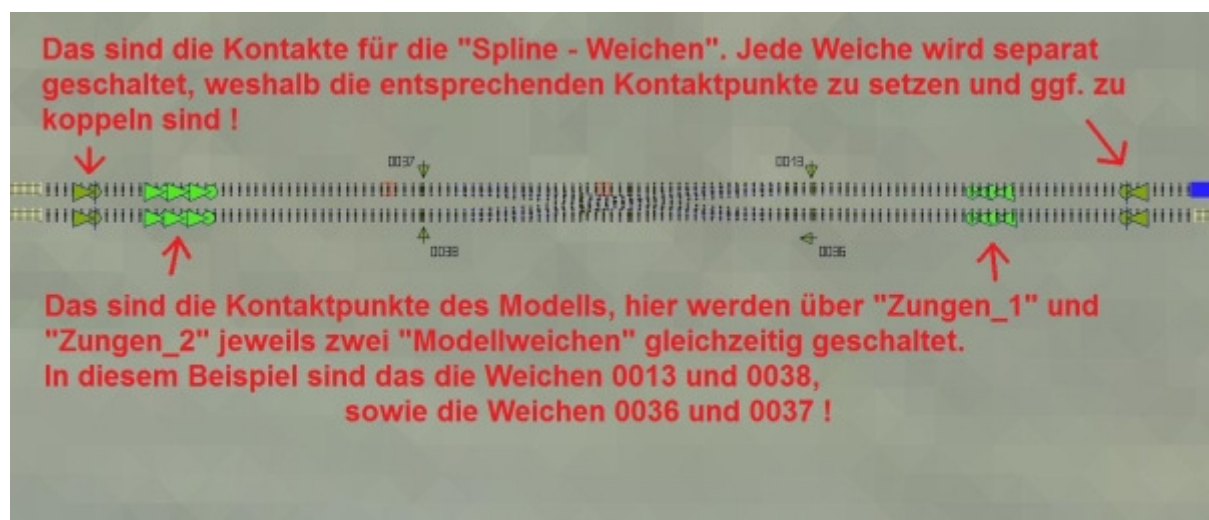 Das sind die Kontakte für die "Spline - Weichen". Jede Weiche wird separat
geschaltet, weshalb die entsprechenden Kontaktpunkte zu setzen und ggf. zu
koppeln sind !
0037
0013
0038
0036
Das sind die Kontaktpunkte des Modells, hier werden über "Zungen_1" und
"Zungen_2" jeweils zwei "Modellweichen" gleichzeitig geschaltet.
In diesem Beispiel sind das die Weichen 0013 und 0038,
sowie die Weichen 0036 und 0037 !